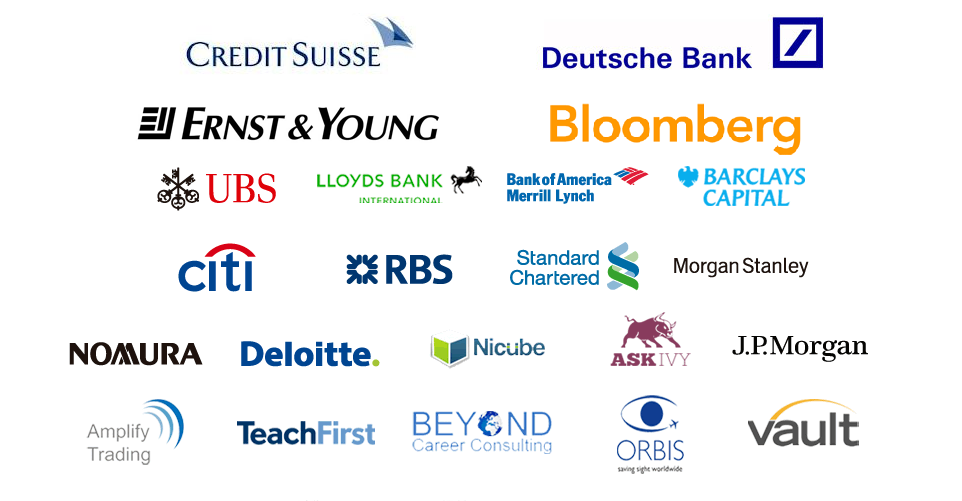 CREDIT SUISSE
Deutsche Bank
ERNST & YOUNG
Bloomberg
UBS
LLOYDS BANK
INTERNATIONAL
Bank of America
Merrill Lynch
BARCLAYS
CAPITAL
citi
RBS
Standard
Chartered
Morgan Stanley
NOMURA
Deloitte.
Nicube
ASKIVY
J.P.Morgan
Amplify
Trading
TeachFirst
BEYOND
Career Consulting
ORBIS
saving sight worldwide
vault